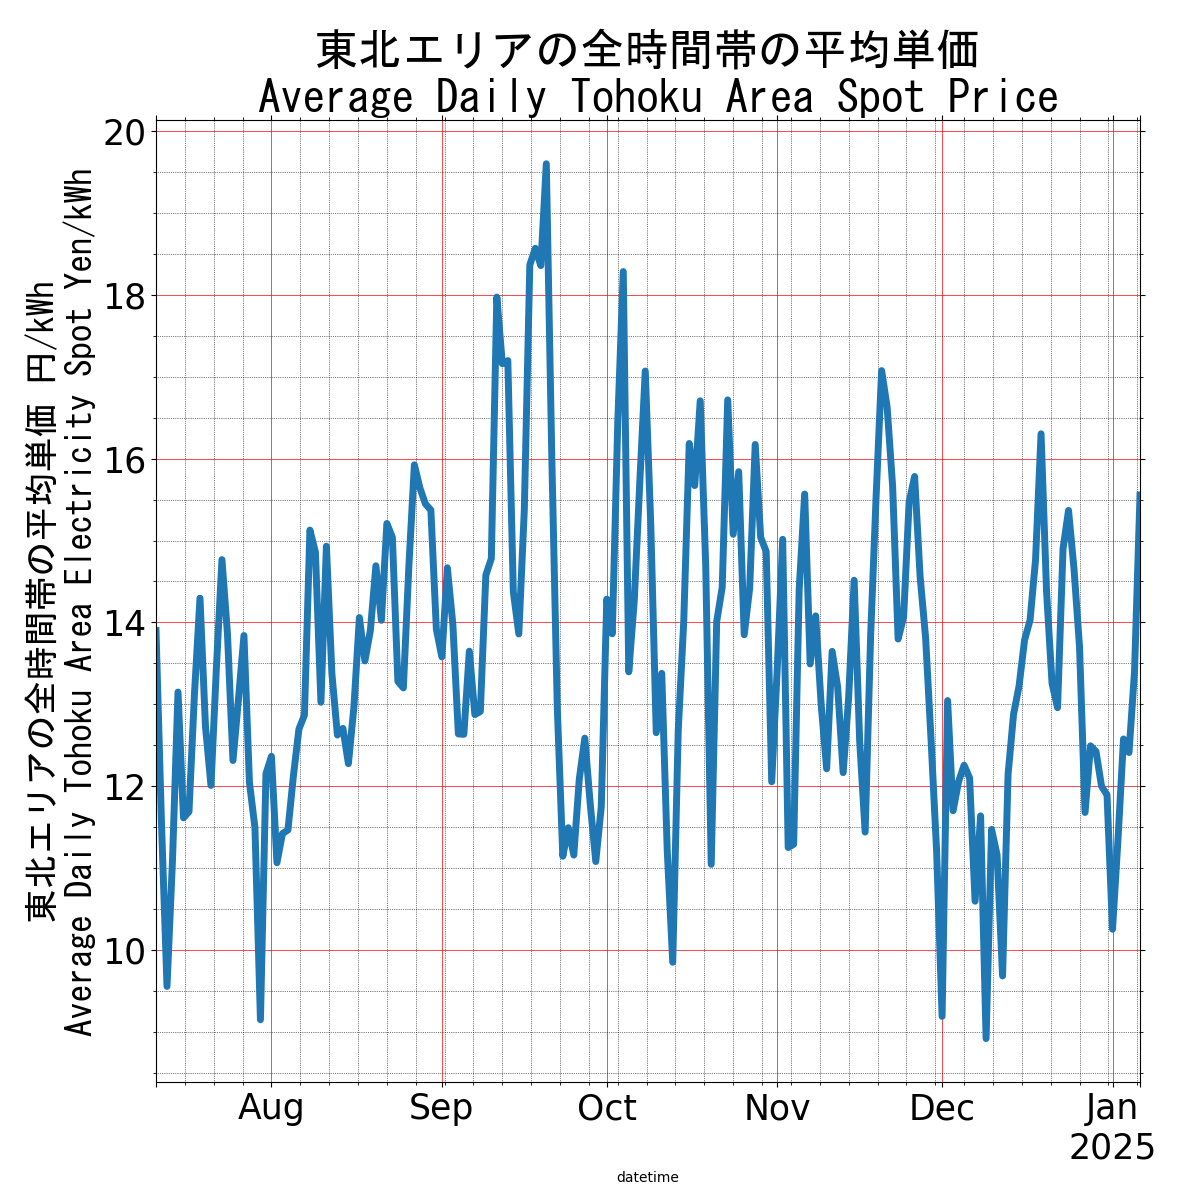 東北エリアの全時間帯の平均単価
Average Daily Tohoku Area Spot Price
東北エリアの全時間帯の平均単価 円/kWh
Average Daily Tohoku Area Electricity Spot Yen/kWh
20
18
16
14
12
10
Aug
Sep
Oct
Nov
Dec
Jan
2025
datetime